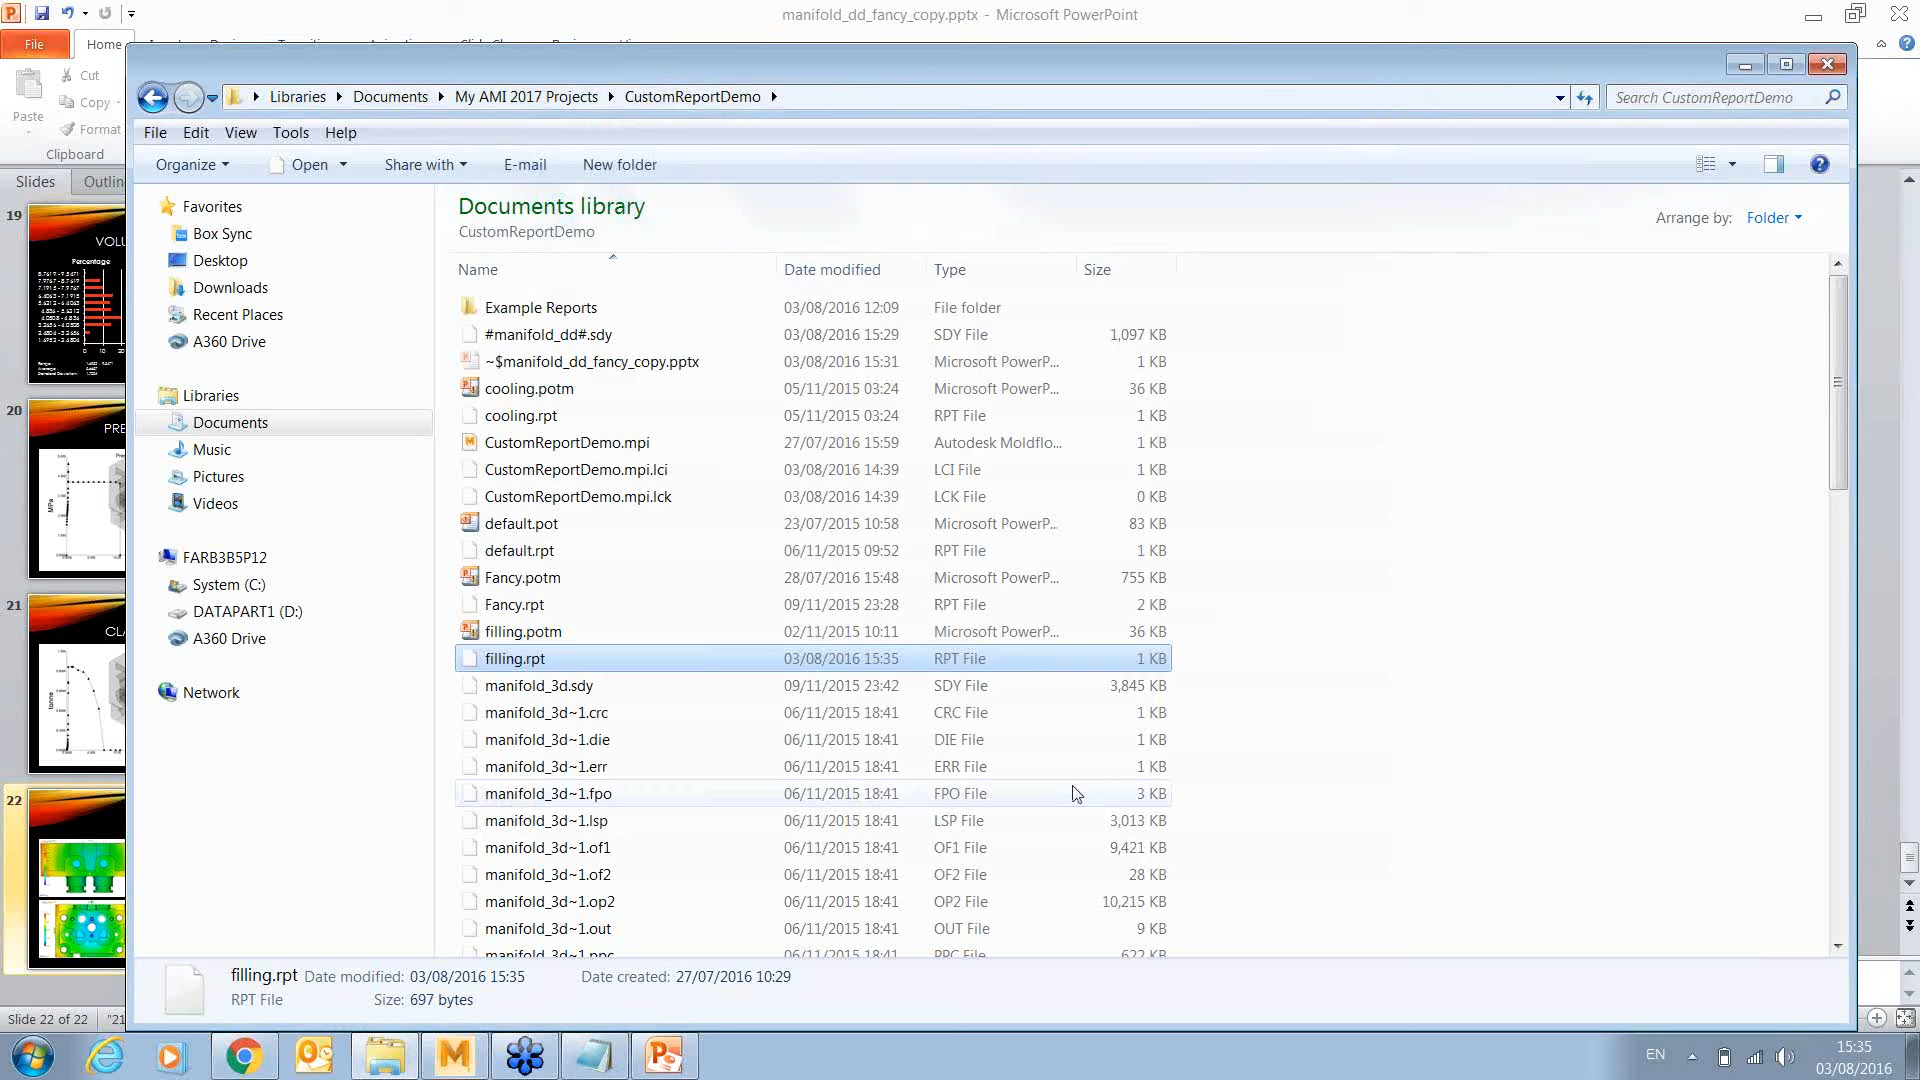 manifold_dd_fancy_copy.pptx - Microsoft PowerPoint
File
Home
Cut
Copy
Paste
Format
Clipboard
Slides
Outlin
Libraries
Documents
My AMI 2017 Projects
CustomReportDemo
Search CustomReportDemo
File Edit View Tools Help
Organize Open Share with E-mail New folder
Favorites
Box Sync
Desktop
Downloads
Recent Places
A360 Drive
Libraries
Documents
Music
Pictures
Videos
FARB3B5P12
System (C:)
DATAPART1 (D:)
A360 Drive
Network
Documents library
CustomReportDemo
Arrange by: Folder
Name Date modified Type Size
Example Reports 03/08/2016 12:09 File folder
#manifold_dd#.sdy 03/08/2016 15:29 SDY File 1,097 KB
~$manifold_dd_fancy_copy.pptx 03/08/2016 15:31 Microsoft PowerP... 1 KB
cooling.potm 05/11/2015 03:24 Microsoft PowerP... 36 KB
cooling.rpt 05/11/2015 03:24 RPT File 1 KB
CustomReportDemo.mpi 27/07/2016 15:59 Autodesk Moldflo... 1 KB
CustomReportDemo.mpi.lci 03/08/2016 14:39 LCI File 1 KB
CustomReportDemo.mpi.lck 03/08/2016 14:39 LCK File 0 KB
default.pot 23/07/2015 10:58 Microsoft PowerP... 83 KB
default.rpt 06/11/2015 09:52 RPT File 1 KB
Fancy.potm 28/07/2016 15:48 Microsoft PowerP... 755 KB
Fancy.rpt 09/11/2015 23:28 RPT File 2 KB
filling.potm 02/11/2015 10:11 Microsoft PowerP... 36 KB
filling.rpt 03/08/2016 15:35 RPT File 1 KB
manifold_3d.sdy 09/11/2015 23:42 SDY File 3,845 KB
manifold_3d~1.crc 06/11/2015 18:41 CRC File 1 KB
manifold_3d~1.die 06/11/2015 18:41 DIE File 1 KB
manifold_3d~1.err 06/11/2015 18:41 ERR File 1 KB
manifold_3d~1.fpo 06/11/2015 18:41 FPO File 3 KB
manifold_3d~1.lsp 06/11/2015 18:41 LSP File 3,013 KB
manifold_3d~1.of1 06/11/2015 18:41 OF1 File 9,421 KB
manifold_3d~1.of2 06/11/2015 18:41 OF2 File 28 KB
manifold_3d~1.op2 06/11/2015 18:41 OP2 File 10,215 KB
manifold_3d~1.out 06/11/2015 18:41 OUT File 9 KB
filling.rpt Date modified: 03/08/2016 15:35 Date created: 27/07/2016 10:29
RPT File Size: 697 bytes
19
VOLU
Percentage
20
PRE
MPa
21
CLA
tonne
22
Slide 22 of 22
"21
EN
15:35
03/08/2016